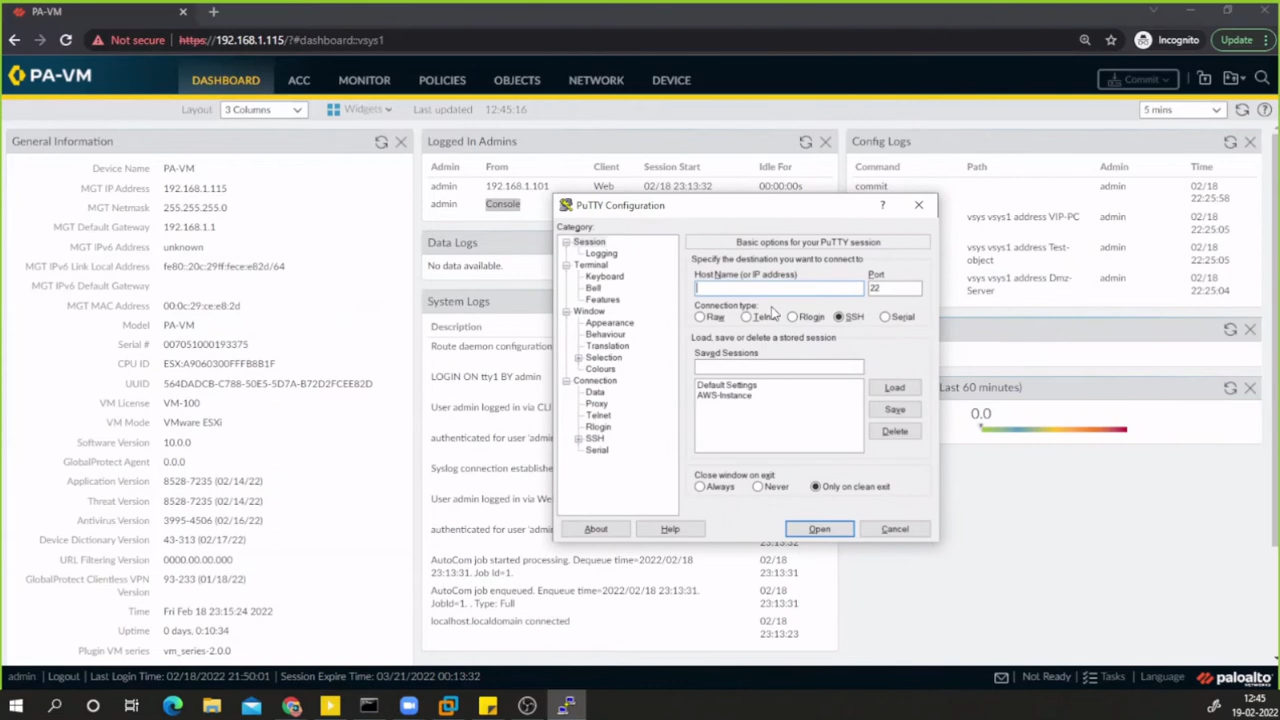 PA-VM
Not secure https://192.168.1.115/?#dashboard::vsys1 Incognito Update
PA-VM DASHBOARD ACC MONITOR POLICIES OBJECTS NETWORK DEVICE Commit
Layout 3 Columns Widgets Last updated 12:45:16 5 mins
General Information
Device Name PA-VM
MGT IP Address 192.168.1.115
MGT Netmask 255.255.255.0
MGT Default Gateway 192.168.1.1
MGT IPv6 Address unknown
MGT IPv6 Link Local Address fe80::20c:29ff:fece:e82d/64
MGT IPv6 Default Gateway
MGT MAC Address 00:0c:29:ce:e8:2d
Model PA-VM
Serial # 007051000193375
CPU ID ESX:A9060300FFFB8B1F
UUID 564DADCB-C788-50E5-5D7A-B72D2FCEE82D
VM License VM-100
VM Mode VMware ESXi
Software Version 10.0.0
GlobalProtect Agent 0.0.0
Application Version 8528-7235 (02/14/22)
Threat Version 8528-7235 (02/14/22)
Antivirus Version 3995-4506 (02/16/22)
Device Dictionary Version 43-313 (02/17/22)
URL Filtering Version 0000.00.00.000
GlobalProtect Clientless VPN 93-233 (01/18/22)
Version
Time Fri Feb 18 23:15:24 2022
Uptime 0 days, 0:10:34
Plugin VM series vm_series-2.0.0
Logged In Admins
Admin From Client Session Start Idle For
admin 192.168.1.101 Web 02/18 23:13:32 00:00:00s
admin Console
Data Logs
No data available.
System Logs
Description
Route daemon configuration
LOGIN ON tty1 BY admin
User admin logged in via CLI
authenticated for user 'admi
Syslog connection establishe
User admin logged in via We
authenticated for user 'admi
23:13:32
AutoCom job started processing. Dequeue time=2022/02/18 02/18
23:13:31. Job Id=1. 23:13:31
AutoCom job enqueued. Enqueue time=2022/02/18 23:13:31. 02/18
JobId=1. . Type: Full 23:13:31
localhost.localdomain connected 02/18
23:13:23
PuTTY Configuration ?
Category:
Session
Logging
Terminal
Keyboard
Bell
Features
Window
Appearance
Behaviour
Translation
Selection
Colours
Connection
Data
Proxy
Telnet
Rlogin
SSH
Serial
Basic options for your PuTTY session
Specify the destination you want to connect to
Host Name (or IP address) Port
22
Connection type:
Raw Telnet Rlogin SSH Serial
Load, save or delete a stored session
Saved Sessions
Default Settings
AWS-Instance
Load
Save
Delete
Close window on exit
Always Never Only on clean exit
About Help Open Cancel
Config Logs
Command Path Admin Time
commit admin 02/18
22:25:58
vsys vsys1 address VIP-PC admin 02/18
22:25:05
vsys vsys1 address Test-object admin 02/18
22:25:05
vsys vsys1 address Dmz-Server admin 02/18
22:25:04
Last 60 minutes)
0.0
admin Logout Last Login Time: 02/18/2022 21:50:01 Session Expire Time: 03/21/2022 00:13:32 Not Ready Tasks Language paloalto
NETWORKS
12:45
19-02-2022